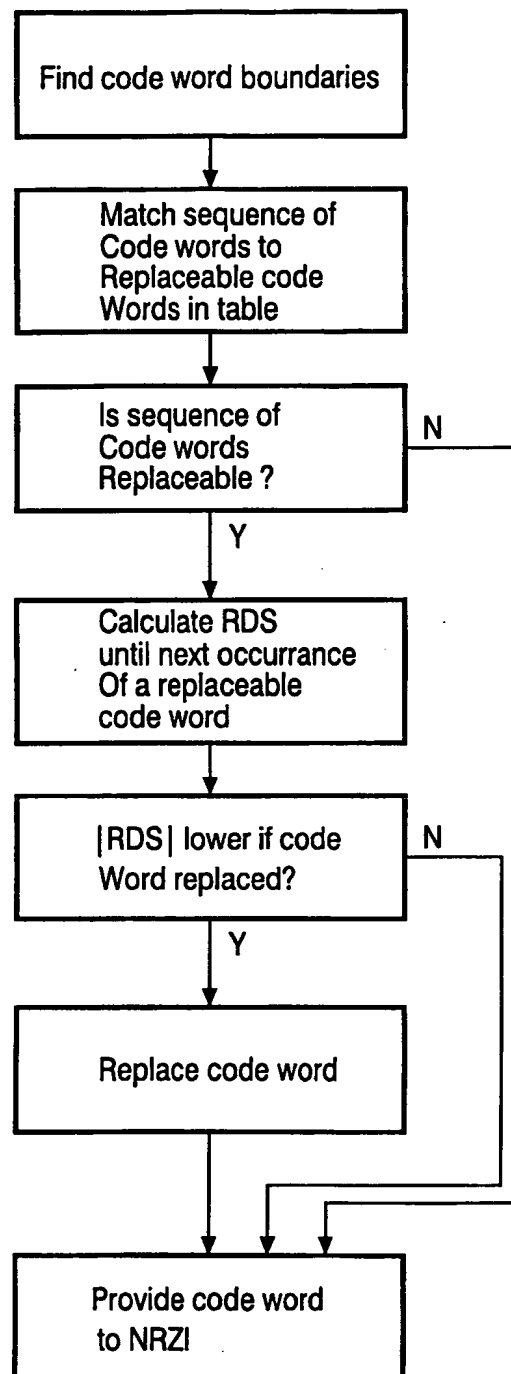 Find code word boundaries
Match sequence of
Code words to
Replaceable code
Words in table
Is sequence of
Code words
Replaceable ?
N
Y
Calculate RDS
until next occurrance
Of a replaceable
code word
|RDS| lower if code
Word replaced?
N
Y
Replace code word
Provide code word
to NRZI